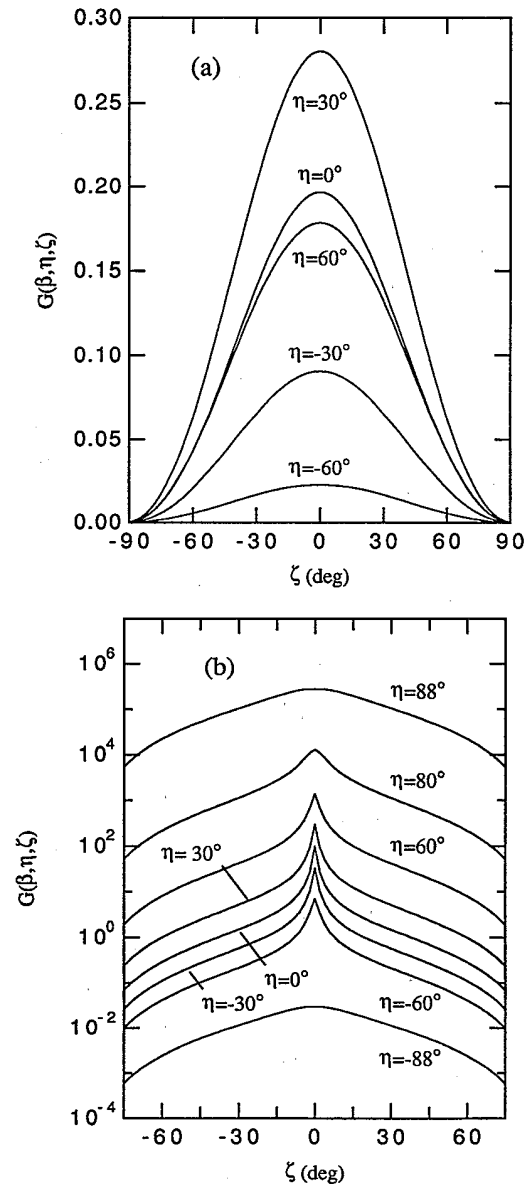 0.30
(a)
η=30°
0.25
η=0°
0.20
η=60°
G(β,η,ζ)
0.15
η=-30°
0.10
0.05
η=-60°
0.00
-90 -60 -30 0 30 60 90
ζ (deg)
10^6
(b)
η=88°
10^4
η=80°
10^2
η= 30°
η=60°
G(β,η,ζ)
10^0
η=0°
η=-30°
η=-60°
10^-2
η=-88°
10^-4
-60 -30 0 30 60
ζ (deg)